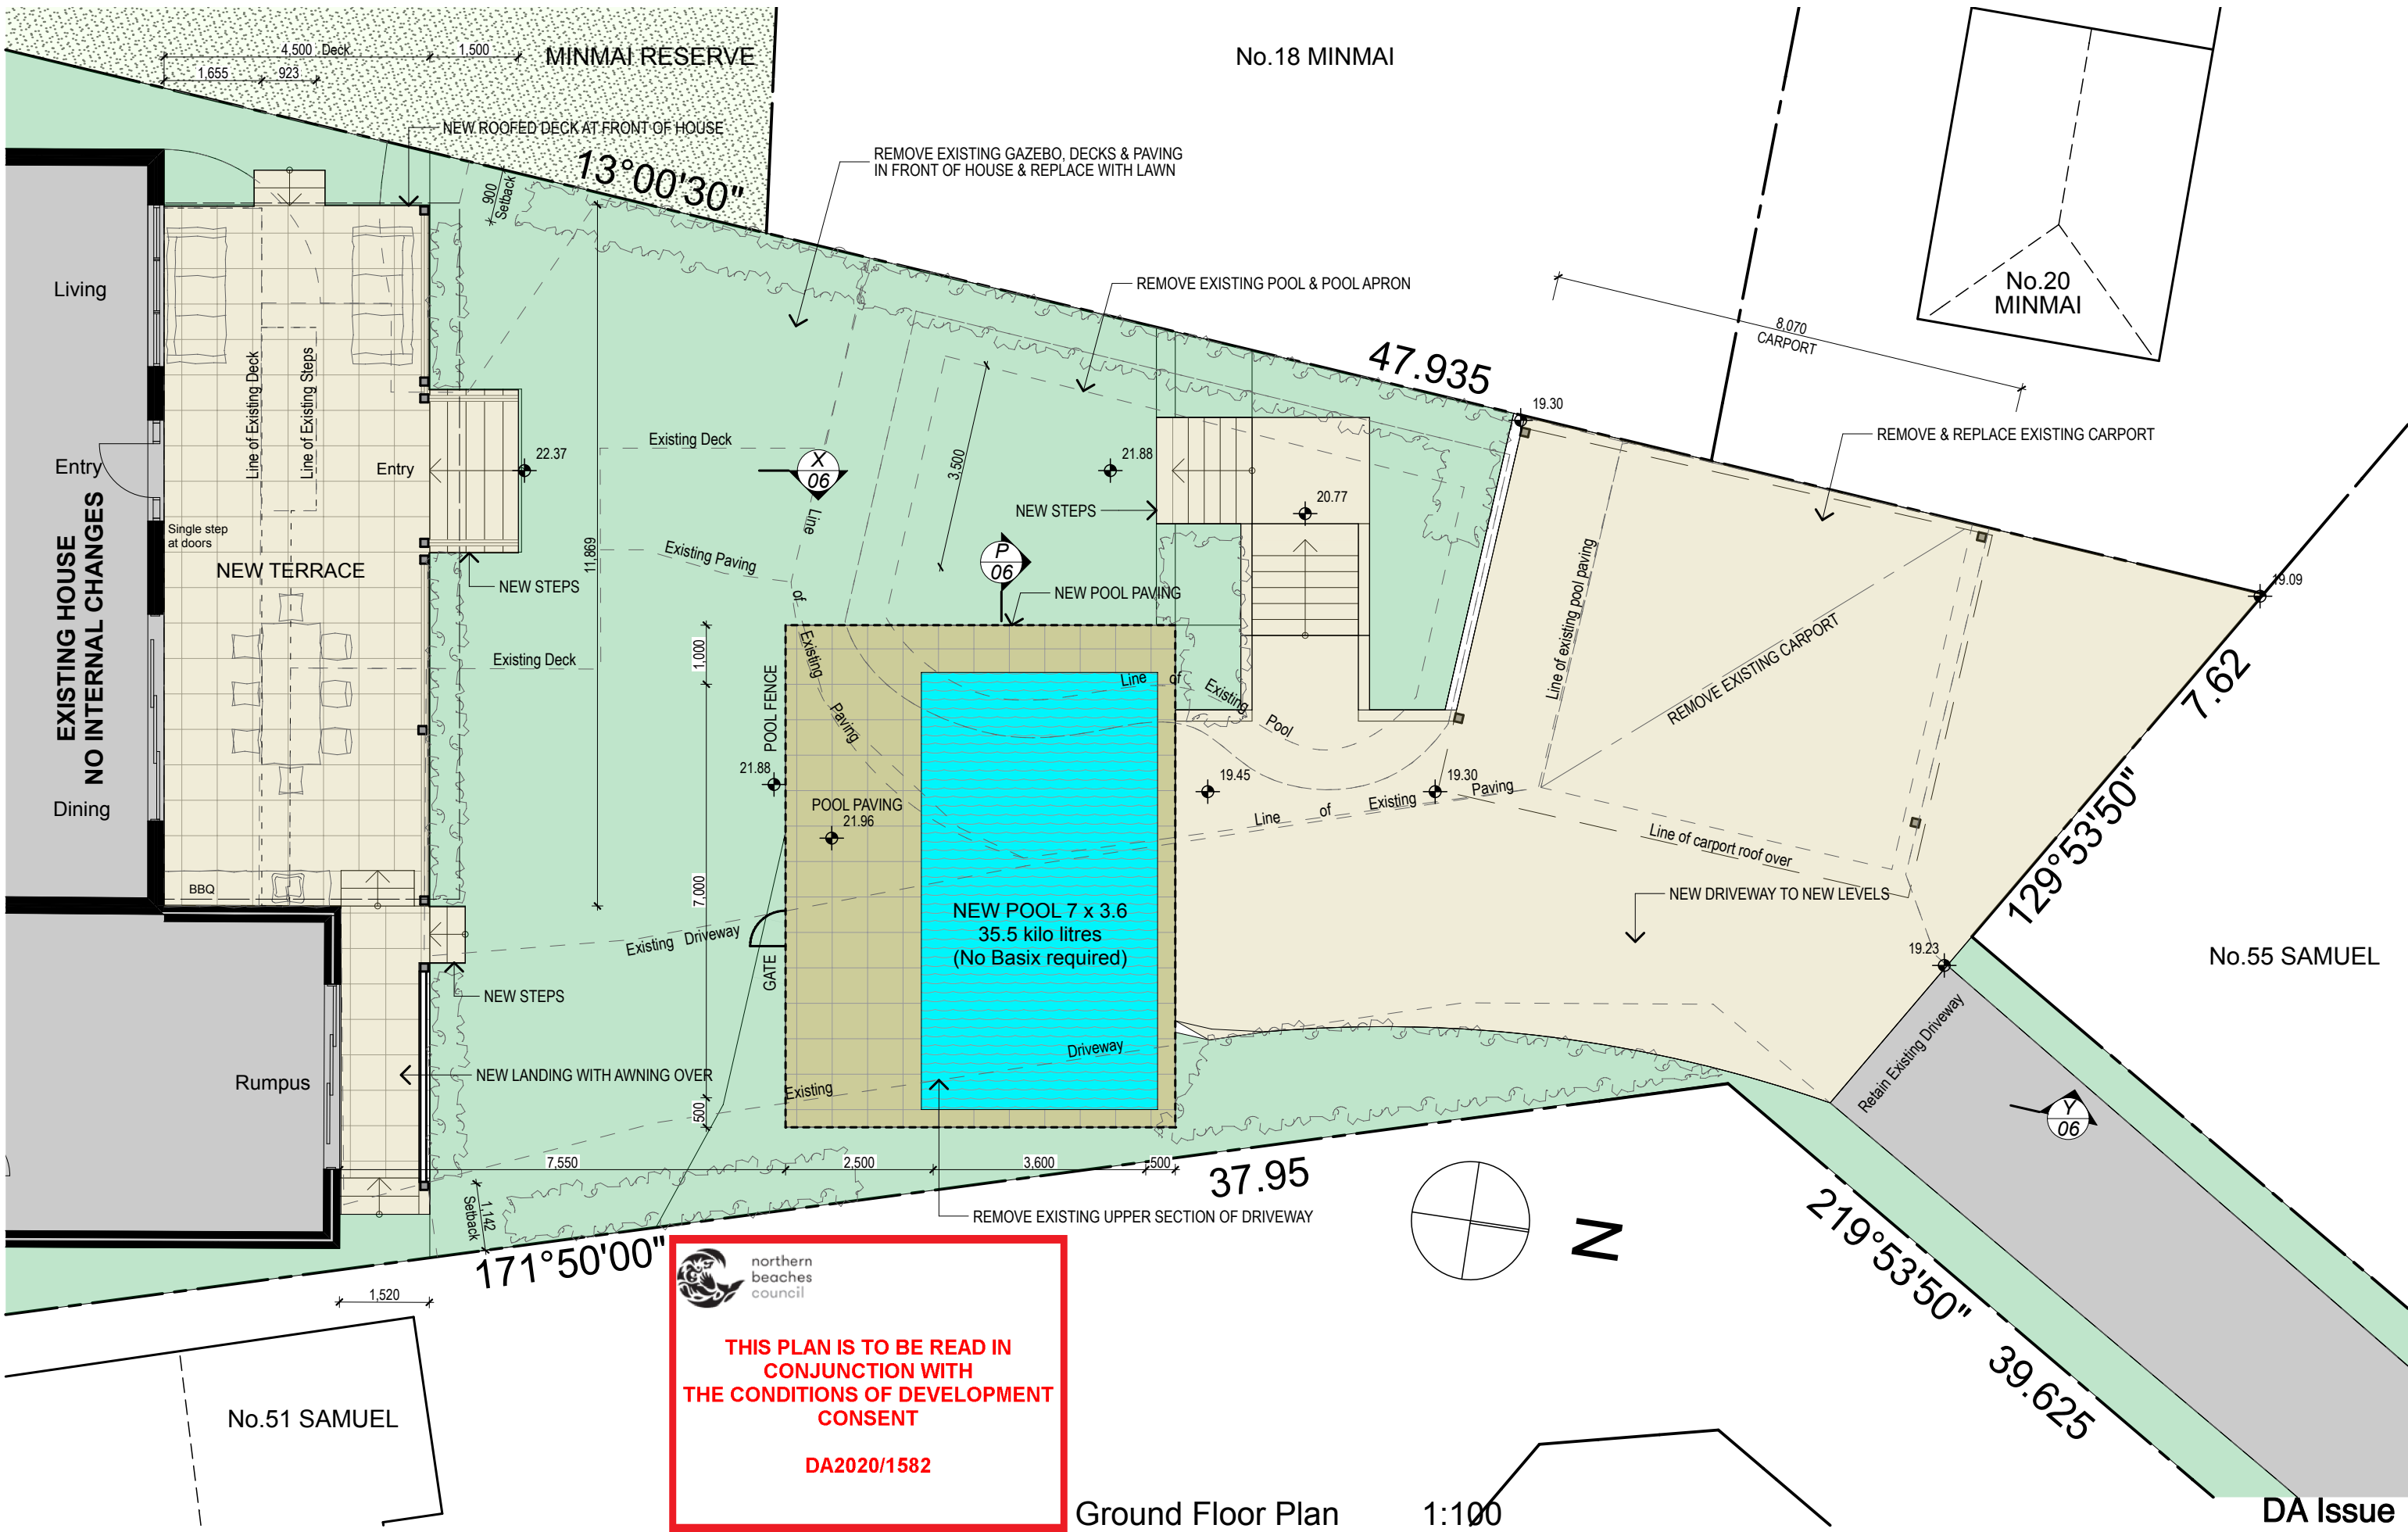 4,500 Deck
1,500
1,655
923
MINMAI RESERVE
No.18 MINMAI
NEW ROOFED DECK AT FRONT OF HOUSE
13°00'30"
900
Setback
REMOVE EXISTING GAZEBO, DECKS & PAVING
IN FRONT OF HOUSE & REPLACE WITH LAWN
REMOVE EXISTING POOL & POOL APRON
No.20
MINMAI
8,070
CARPORT
47.935
19.30
REMOVE & REPLACE EXISTING CARPORT
Living
Line of Existing Deck
Line of Existing Steps
Entry
Entry
22.37
Existing Deck
X
06
Line
of
Existing
Paving
3,500
21.88
20.77
NEW STEPS
EXISTING HOUSE
NO INTERNAL CHANGES
Single step
at doors
NEW TERRACE
11,869
Existing Paving
NEW STEPS
P
06
NEW POOL PAVING
Line of existing pool paving
REMOVE EXISTING CARPORT
19.09
7.62
129°53'50"
Existing Deck
1,000
POOL FENCE
Line of Existing Pool
21.88
POOL PAVING
21.96
19.45
19.30
Line of Existing Paving
Line of carport roof over
Dining
BBQ
7,000
NEW POOL 7 x 3.6
35.5 kilo litres
(No Basix required)
NEW DRIVEWAY TO NEW LEVELS
Existing Driveway
GATE
19.23
No.55 SAMUEL
NEW STEPS
Retain Existing Driveway
Rumpus
NEW LANDING WITH AWNING OVER
Existing
Driveway
500
Y
06
7,550
2,500
3,600
500
37.95
1,142
Setback
REMOVE EXISTING UPPER SECTION OF DRIVEWAY
171°50'00"
N
219°53'50"
39.625
1,520
northern
beaches
council
THIS PLAN IS TO BE READ IN
CONJUNCTION WITH
THE CONDITIONS OF DEVELOPMENT
CONSENT
DA2020/1582
No.51 SAMUEL
Ground Floor Plan
1:100
DA Issue